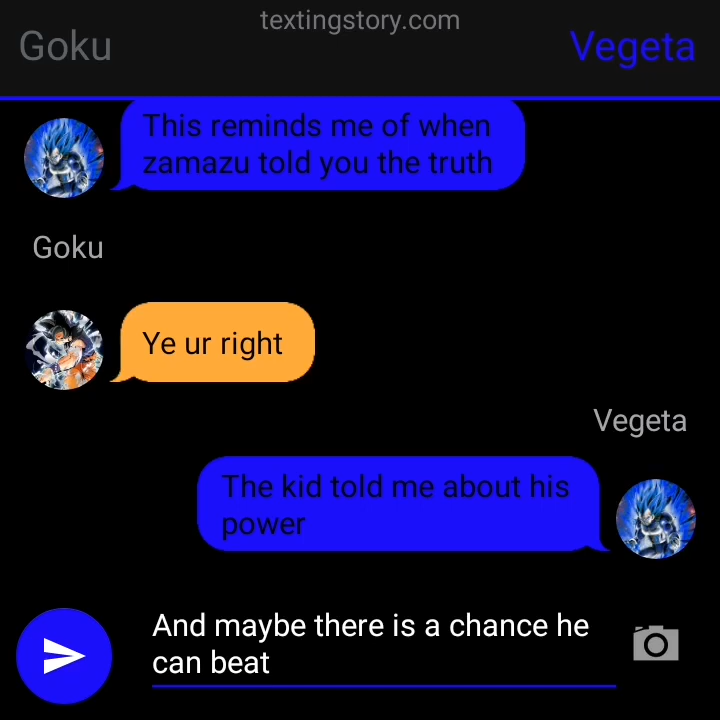 textingstory.com
Goku
Vegeta
This reminds me of when
zamazu told you the truth
Goku
Ye ur right
Vegeta
The kid told me about his
power
And maybe there is a chance he
can beat